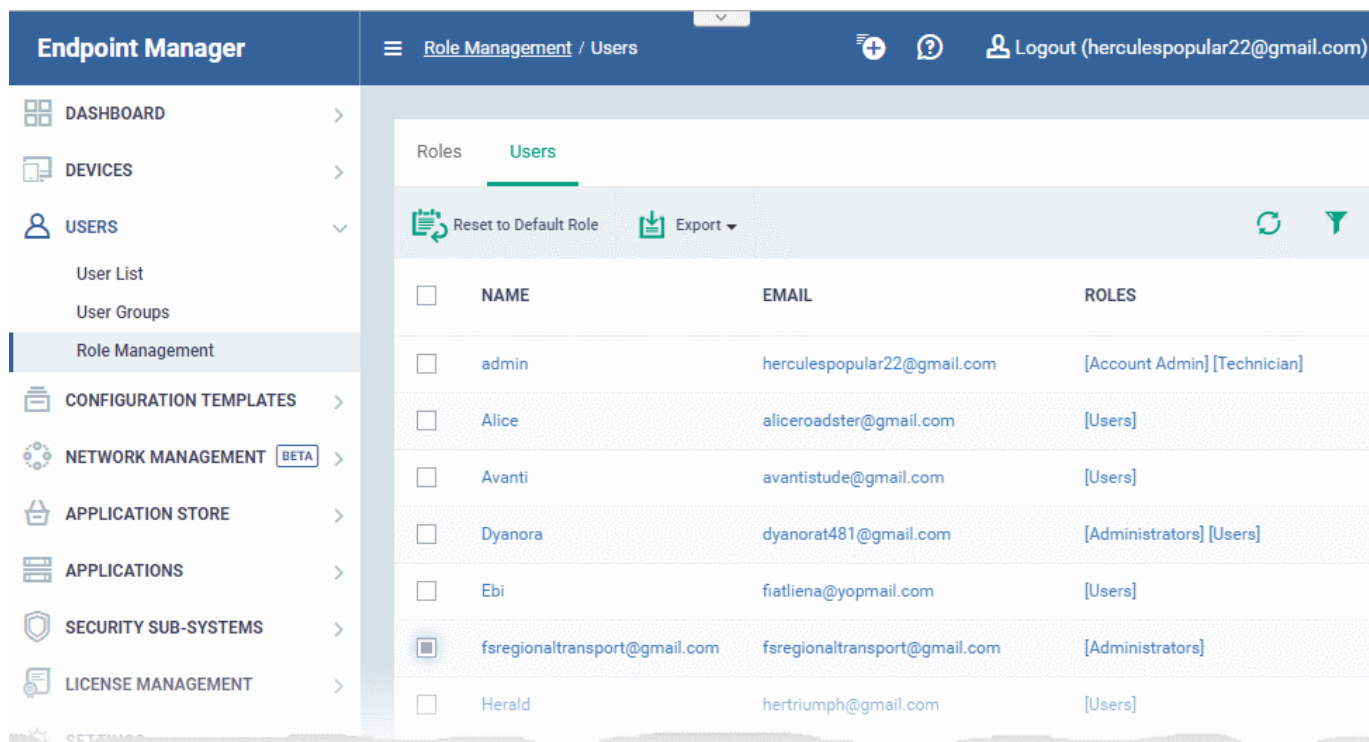 Endpoint Manager
Role Management / Users
Logout (herculespopular22@gmail.com)
DASHBOARD
DEVICES
USERS
User List
User Groups
Role Management
CONFIGURATION TEMPLATES
NETWORK MANAGEMENT BETA
APPLICATION STORE
APPLICATIONS
SECURITY SUB-SYSTEMS
LICENSE MANAGEMENT
Roles Users
Reset to Default Role Export
NAME EMAIL ROLES
admin herculespopular22@gmail.com [Account Admin] [Technician]
Alice aliceroadster@gmail.com [Users]
Avanti avantistude@gmail.com [Users]
Dyanora dyanorat481@gmail.com [Administrators] [Users]
Ebi fiatliena@yopmail.com [Users]
fsregionaltransport@gmail.com fsregionaltransport@gmail.com [Administrators]
Herald hertriumph@gmail.com [Users]